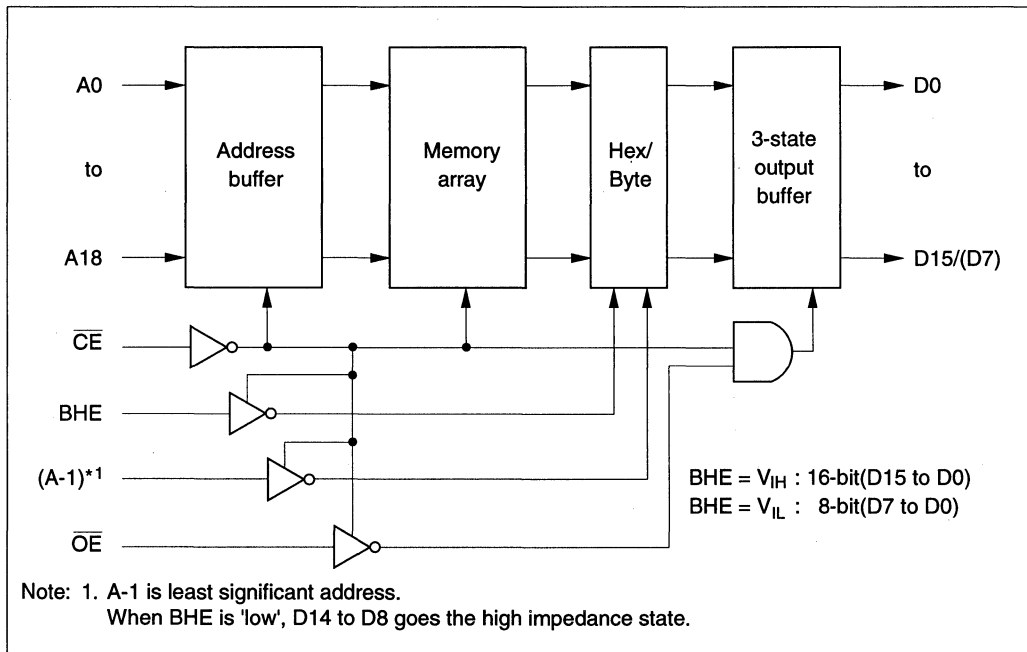 A0
to
A18
Address
buffer
Memory
array
Hex/
Byte
3-state
output
buffer
D0
to
D15/(D7)
C̅E̅
BHE
(A-1)*1
O̅E̅
BHE = VIH : 16-bit(D15 to D0)
BHE = VIL : 8-bit(D7 to D0)
Note: 1. A-1 is least significant address.
When BHE is 'low', D14 to D8 goes the high impedance state.